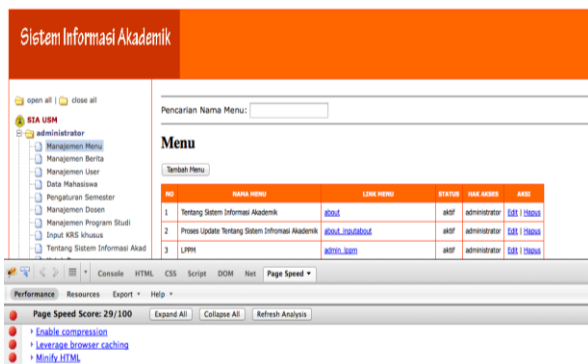 Sistem Informasi Akademik
open all | close all
SIA USM
administrator
Manajemen Menu
Manajemen Berita
Manajemen User
Data Mahasiswa
Pengaturan Semester
Manajemen Dosen
Manajemen Program Studi
Input KRS khusus
Tentang Sistem Informasi Akad
Pencarian Nama Menu:
Menu
Tambah Menu
NO NAMA MENU LINK MENU STATUS HAK AKSES AKSI
1 Tentang Sistem Informasi Akademik about aktif administrator Edit | Hapus
2 Proses Update Tentang Sistem Infromasi Akademik about_inputabout aktif administrator Edit | Hapus
3 LPPM admin_lppm aktif administrator Edit | Hapus
Console HTML CSS Script DOM Net Page Speed
Performance Resources Export Help
Page Speed Score: 29/100 Expand All Collapse All Refresh Analysis
Enable compression
Leverage browser caching
Minify HTML